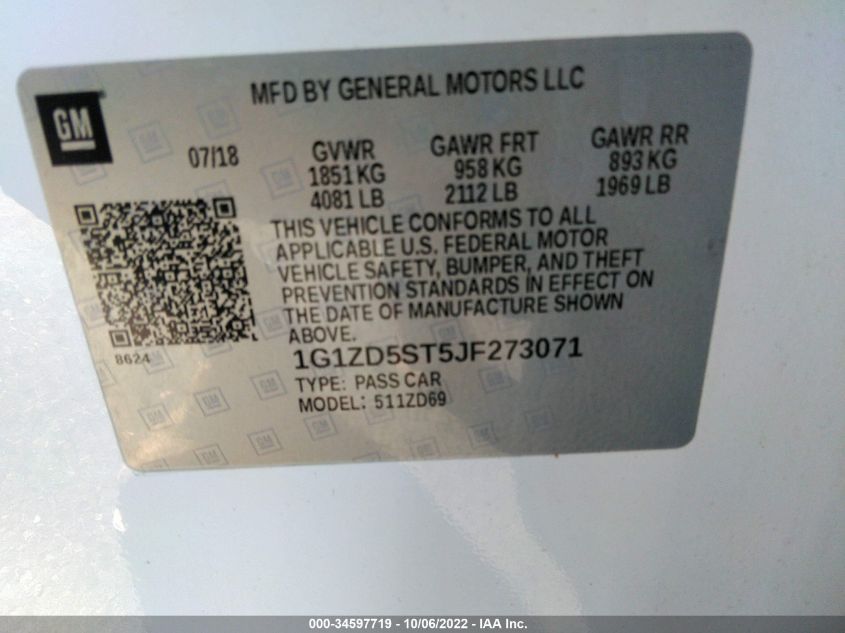 MFD BY GENERAL MOTORS LLC
GM
07/18 GVWR GAWR FRT GAWR RR
1851 KG 958 KG 893 KG
4081 LB 2112 LB 1969 LB
THIS VEHICLE CONFORMS TO ALL
APPLICABLE U.S. FEDERAL MOTOR
VEHICLE SAFETY, BUMPER, AND THEFT
PREVENTION STANDARDS IN EFFECT ON
THE DATE OF MANUFACTURE SHOWN
ABOVE.
8624
1G1ZD5ST5JF273071
TYPE: PASS CAR
MODEL: 511ZD69
000-34597719 - 10/06/2022 - IAA Inc.